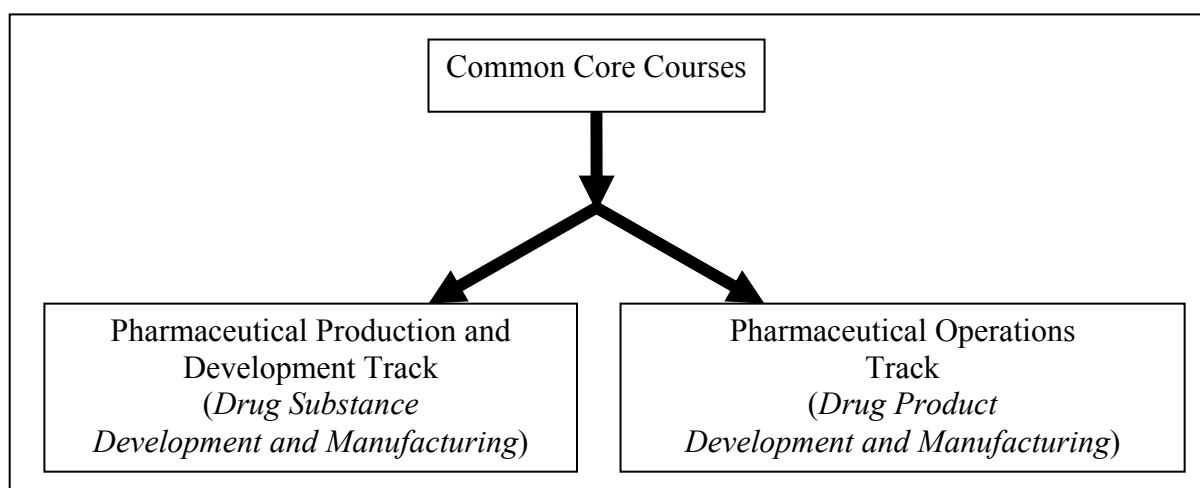 Common Core Courses
Pharmaceutical Production and
Development Track
(Drug Substance
Development and Manufacturing)
Pharmaceutical Operations
Track
(Drug Product
Development and Manufacturing)